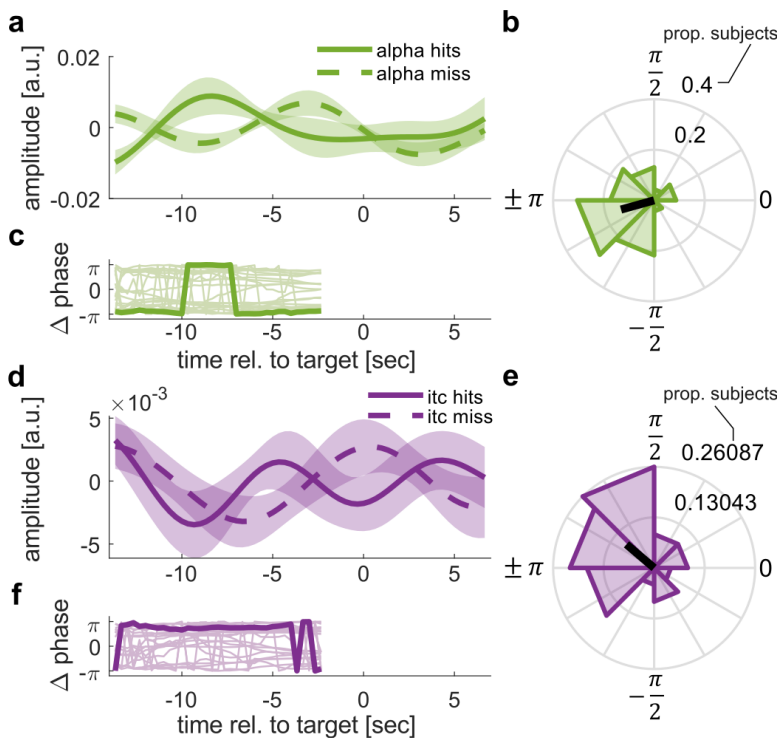 a
0.02
0
-0.02
amplitude [a.u.]
alpha hits
alpha miss
-10 -5 0 5
b
prop. subjects
π/2
0.4
0.2
± π
0
-π/2
c
Δ phase
π
0
-π
-10 -5 0 5
time rel. to target [sec]
d
× 10⁻³
5
0
-5
amplitude [a.u.]
itc hits
itc miss
-10 -5 0 5
e
prop. subjects
π/2
0.26087
0.13043
± π
0
-π/2
f
Δ phase
π
0
-π
-10 -5 0 5
time rel. to target [sec]